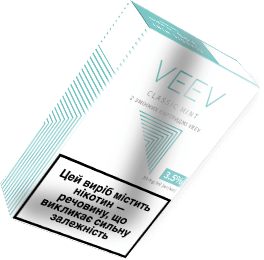 VEEV
CLASSIC MINT
3.5%
Цей виріб містить
нікотин —
речовину, що
викликає сильну
залежність